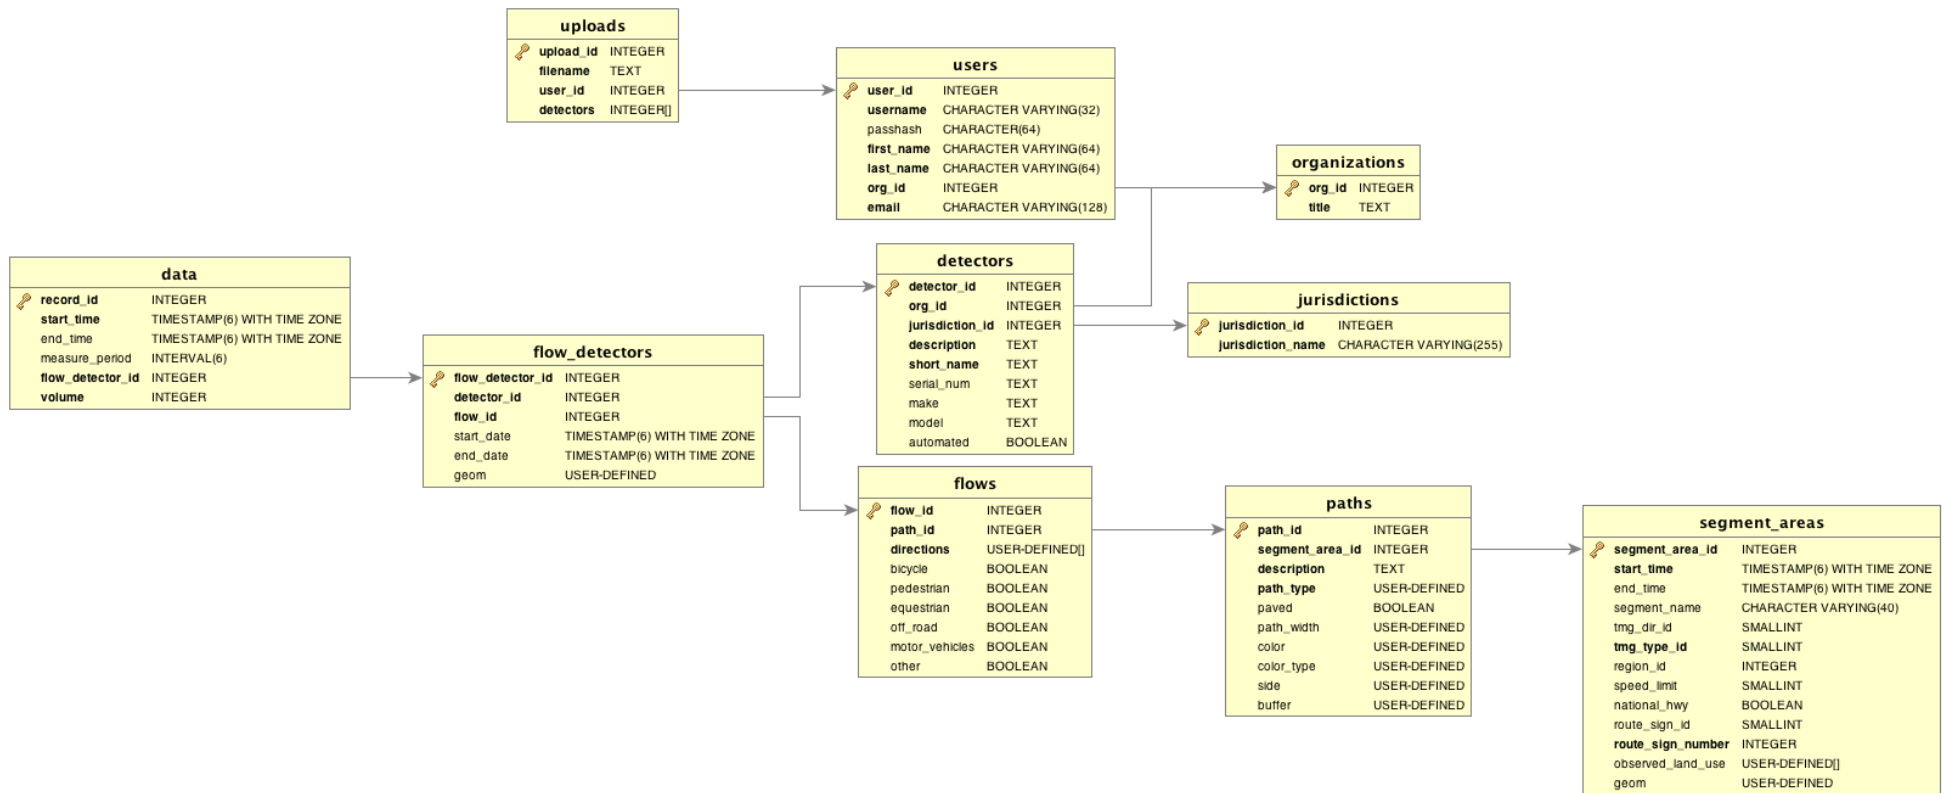 uploads
upload_id INTEGER
filename TEXT
user_id INTEGER
detectors INTEGER[]
users
user_id INTEGER
username CHARACTER VARYING(32)
passhash CHARACTER(64)
first_name CHARACTER VARYING(64)
last_name CHARACTER VARYING(64)
org_id INTEGER
email CHARACTER VARYING(128)
organizations
org_id INTEGER
title TEXT
data
record_id INTEGER
start_time TIMESTAMP(6) WITH TIME ZONE
end_time TIMESTAMP(6) WITH TIME ZONE
measure_period INTERVAL(6)
flow_detector_id INTEGER
volume INTEGER
flow_detectors
flow_detector_id INTEGER
detector_id INTEGER
flow_id INTEGER
start_date TIMESTAMP(6) WITH TIME ZONE
end_date TIMESTAMP(6) WITH TIME ZONE
geom USER-DEFINED
detectors
detector_id INTEGER
org_id INTEGER
jurisdiction_id INTEGER
description TEXT
short_name TEXT
serial_num TEXT
make TEXT
model TEXT
automated BOOLEAN
jurisdictions
jurisdiction_id INTEGER
jurisdiction_name CHARACTER VARYING(255)
flows
flow_id INTEGER
path_id INTEGER
directions USER-DEFINED[]
bicycle BOOLEAN
pedestrian BOOLEAN
equestrian BOOLEAN
off_road BOOLEAN
motor_vehicles BOOLEAN
other BOOLEAN
paths
path_id INTEGER
segment_area_id INTEGER
description TEXT
path_type USER-DEFINED
paved BOOLEAN
path_width USER-DEFINED
color USER-DEFINED
color_type USER-DEFINED
side USER-DEFINED
buffer USER-DEFINED
segment_areas
segment_area_id INTEGER
start_time TIMESTAMP(6) WITH TIME ZONE
end_time TIMESTAMP(6) WITH TIME ZONE
segment_name CHARACTER VARYING(40)
tmg_dir_id SMALLINT
tmg_type_id SMALLINT
region_id INTEGER
speed_limit SMALLINT
national_hwy BOOLEAN
route_sign_id SMALLINT
route_sign_number INTEGER
observed_land_use USER-DEFINED[]
geom USER-DEFINED